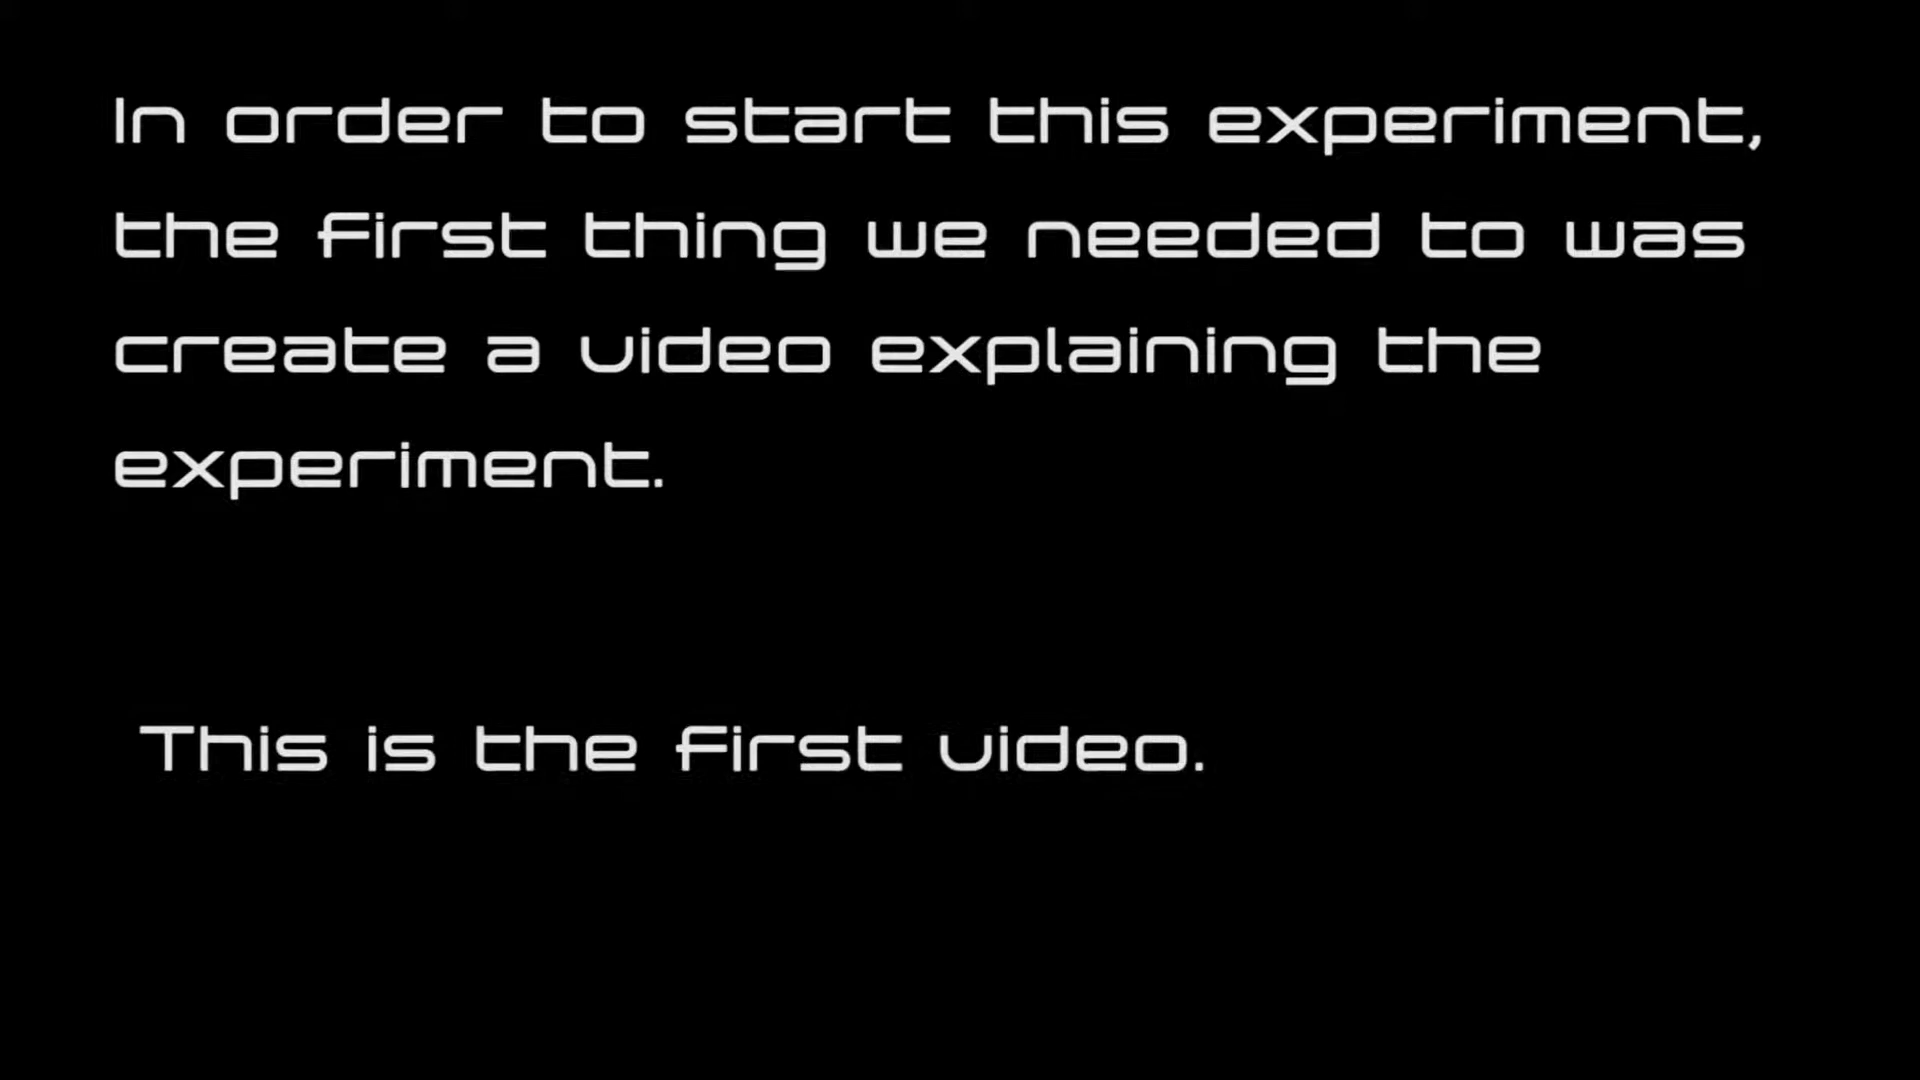 In order to start this experiment,
the first thing we needed to was
create a video explaining the
experiment.
This is the first video.